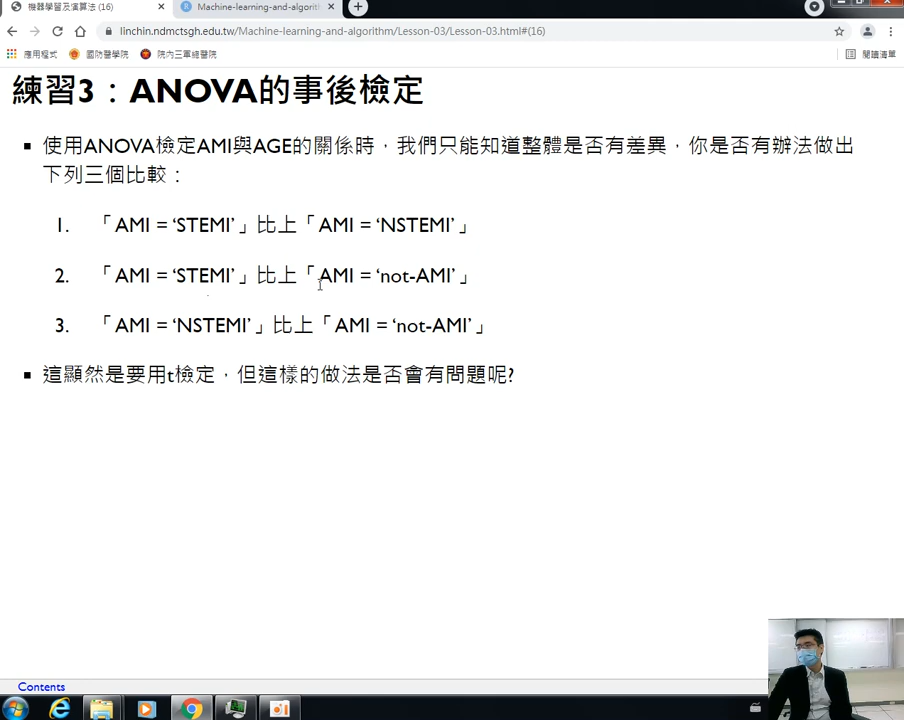 機器學習及演算法 (16)
Machine-learning-and-algorith
linchin.ndmctsgh.edu.tw/Machine-learning-and-algorithm/Lesson-03/Lesson-03.html#(16)
應用程式
國防醫學院
院內三軍總醫院
閱讀清單
練習3：ANOVA的事後檢定
使用ANOVA檢定AMI與AGE的關係時，我們只能知道整體是否有差異，你是否有辦法做出
下列三個比較：
1. 「AMI = ‘STEMI’」比上「AMI = ‘NSTEMI’」
2. 「AMI = ‘STEMI’」比上「AMI = ‘not-AMI’」
3. 「AMI = ‘NSTEMI’」比上「AMI = ‘not-AMI’」
這顯然是要用t檢定，但這樣的做法是否會有問題呢?
Contents